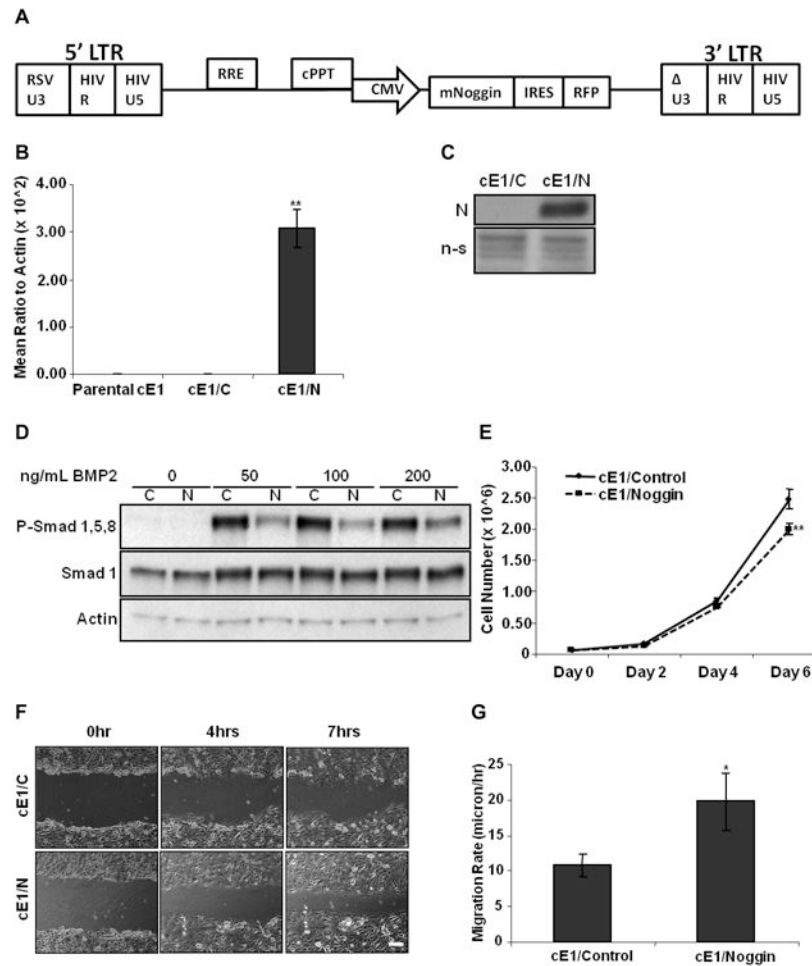 A
5' LTR
3' LTR
RSV
U3
HIV
R
HIV
U5
RRE
cPPT
CMV
mNoggin
IRES
RFP
Δ
U3
HIV
R
HIV
U5
B
Mean Ratio to Actin (x 10^2)
4.00
3.00
2.00
1.00
0.00
**
Parental cE1
cE1/C
cE1/N
C
cE1/C cE1/N
N
n-s
D
ng/mL BMP2 0 50 100 200
C N C N C N C N
P-Smad 1,5,8
Smad 1
Actin
E
Cell Number (x 10^6)
3.00
2.50
2.00
1.50
1.00
0.50
0
cE1/Control
cE1/Noggin
**
Day 0 Day 2 Day 4 Day 6
F
0hr 4hrs 7hrs
cE1/C
cE1/N
G
Migration Rate (micron/hr)
25
20
15
10
5
0
*
cE1/Control cE1/Noggin